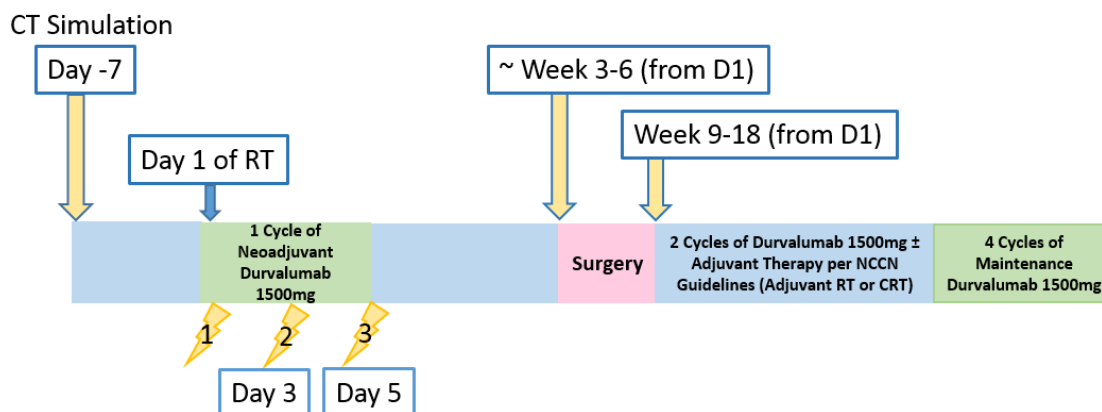 CT Simulation
Day -7
~ Week 3-6 (from D1)
Week 9-18 (from D1)
Day 1 of RT
1 Cycle of
Neoadjuvant
Durvalumab
1500mg
Surgery
2 Cycles of Durvalumab 1500mg ±
Adjuvant Therapy per NCCN
Guidelines (Adjuvant RT or CRT)
4 Cycles of
Maintenance
Durvalumab 1500mg
1
2
3
Day 3
Day 5